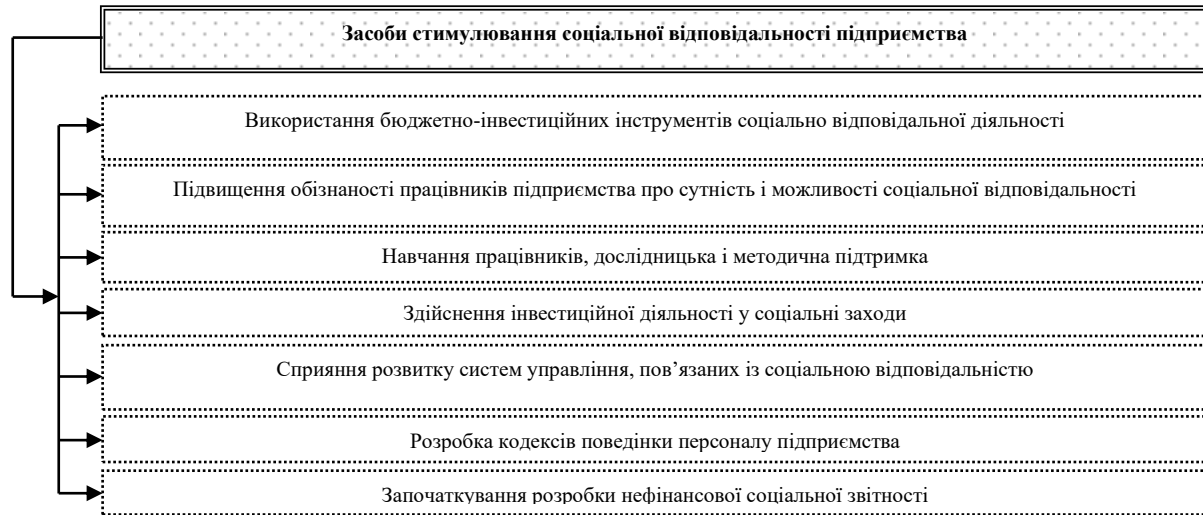 Засоби стимулювання соціальної відповідальності підприємства
Використання бюджетно-інвестиційних інструментів соціально відповідальної діяльності
Підвищення обізнаності працівників підприємства про сутність і можливості соціальної відповідальності
Навчання працівників, дослідницька і методична підтримка
Здійснення інвестиційної діяльності у соціальні заходи
Сприяння розвитку систем управління, пов’язаних із соціальною відповідальністю
Розробка кодексів поведінки персоналу підприємства
Започаткування розробки нефінансової соціальної звітності